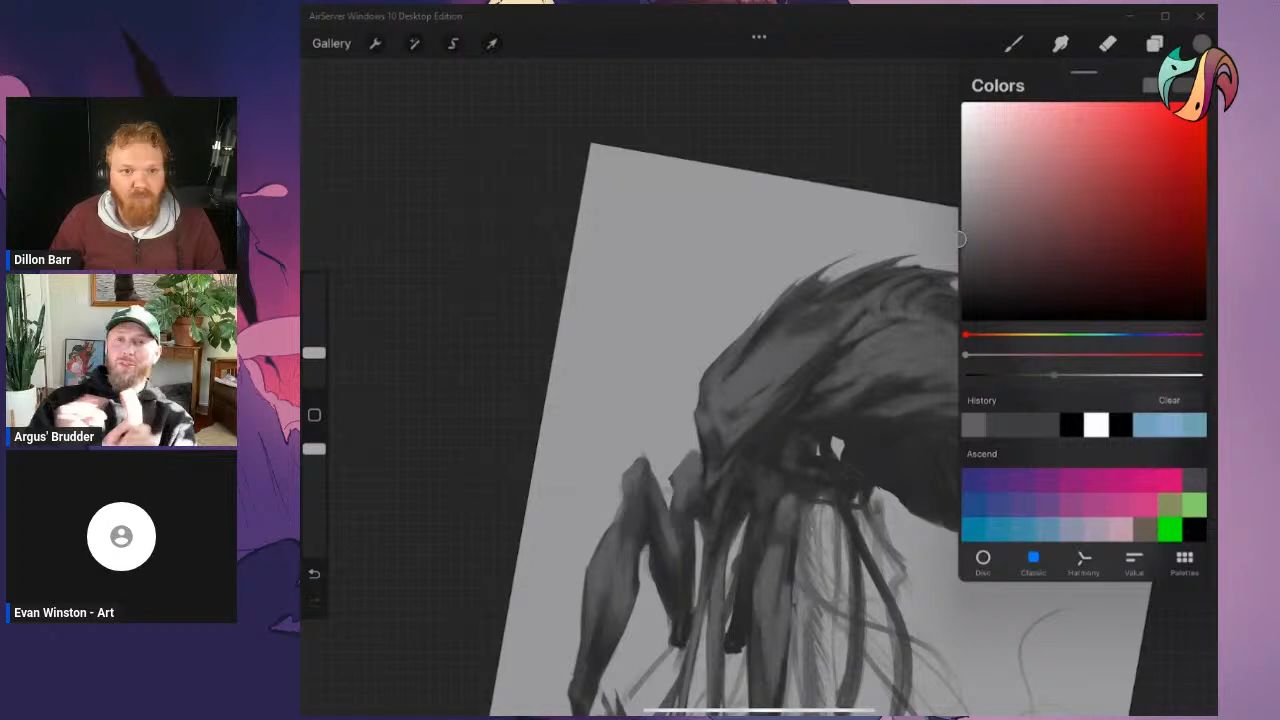 AirServer Windows 10 Desktop Edition
Gallery
Colors
Dillon Barr
Argus' Brudder
Evan Winston - Art
History
Clear
Ascend
Disc
Classic
Harmony
Value
Palettes